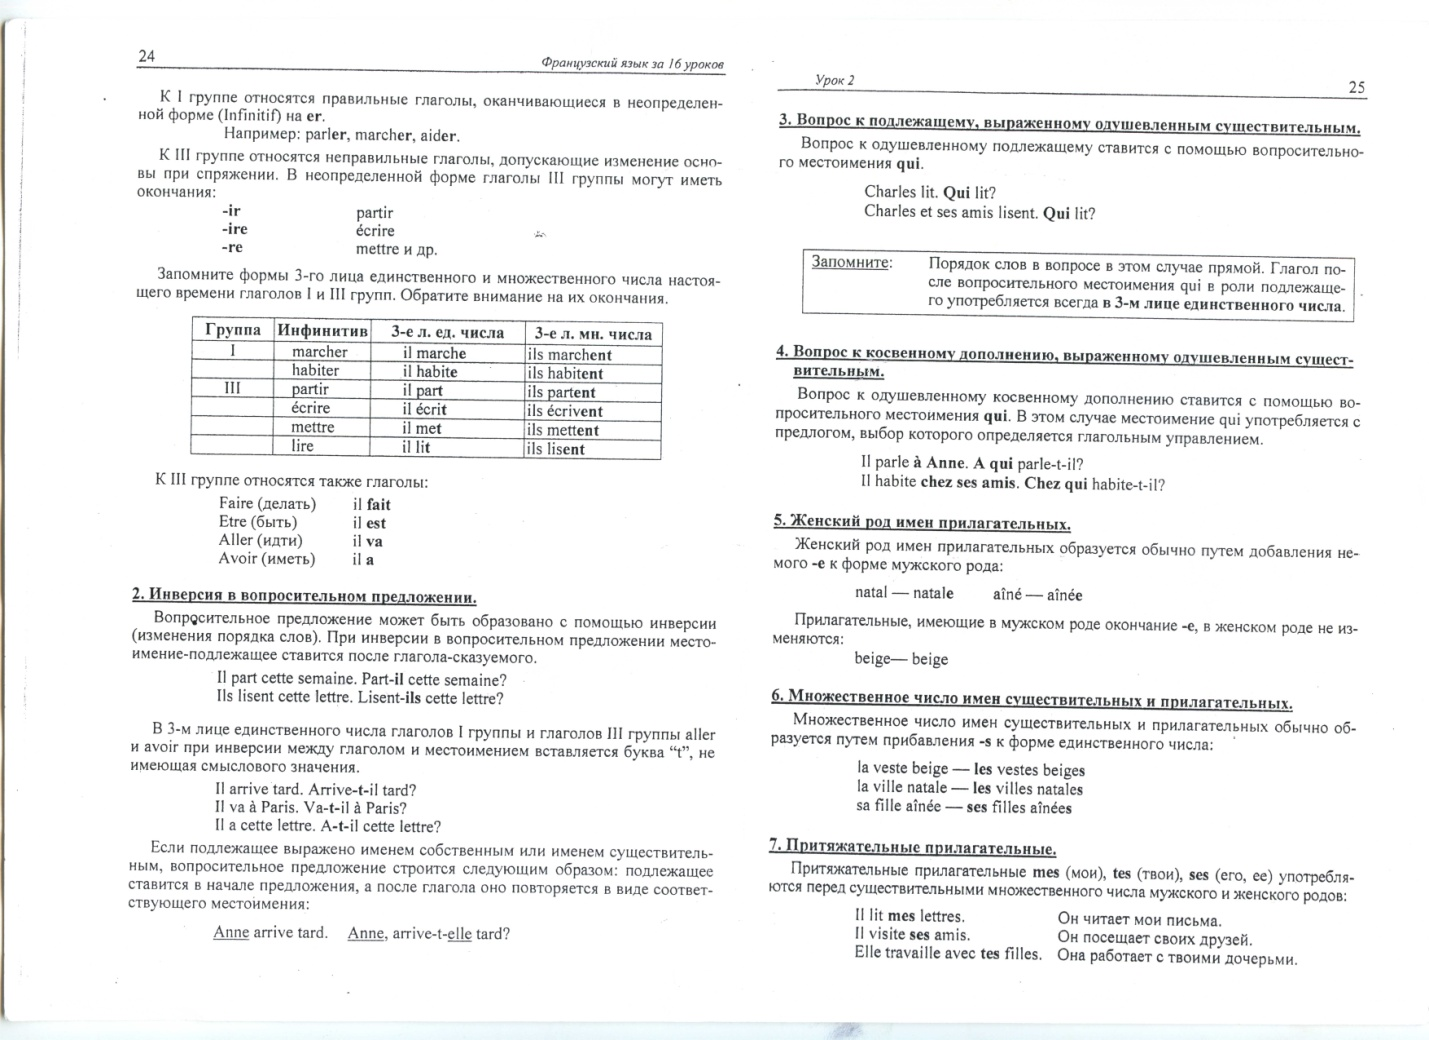 24
Французский язык за 16 уроков
К I группе относятся правильные глаголы, оканчивающиеся в неопределен-
ной форме (Infinitif) на er.
Например: parler, marcher, aider.
К III группе относятся неправильные глаголы, допускающие изменение осно-
вы при спряжении. В неопределенной форме глаголы III группы могут иметь
окончания:
-ir partir
-ire écrire
-re mettre и др.
Запомните формы 3-го лица единственного и множественного числа настоя-
щего времени глаголов I и III групп. Обратите внимание на их окончания.
Группа Инфинитив 3-е л. ед. числа 3-е л. мн. числа
I marcher il marche ils marchent
habiter il habite ils habitent
III partir il part ils partent
écrire il écrit ils écrivent
mettre il met ils mettent
lire il lit ils lisent
К III группе относятся также глаголы:
Faire (делать) il fait
Etre (быть) il est
Aller (идти) il va
Avoir (иметь) il a
2. Инверсия в вопросительном предложении.
Вопросительное предложение может быть образовано с помощью инверсии
(изменения порядка слов). При инверсии в вопросительном предложении место-
имение-подлежащее ставится после глагола-сказуемого.
Il part cette semaine. Part-il cette semaine?
Ils lisent cette lettre. Lisent-ils cette lettre?
В 3-м лице единственного числа глаголов I группы и глаголов III группы aller
и avoir при инверсии между глаголом и местоимением вставляется буква “t”, не
имеющая смыслового значения.
Il arrive tard. Arrive-t-il tard?
Il va à Paris. Va-t-il à Paris?
Il a cette lettre. A-t-il cette lettre?
Если подлежащее выражено именем собственным или именем существитель-
ным, вопросительное предложение строится следующим образом: подлежащее
ставится в начале предложения, а после глагола оно повторяется в виде соответ-
ствующего местоимения:
Anne arrive tard. Anne, arrive-t-elle tard?
Урок 2
25
3. Вопрос к подлежащему, выраженному одушевленным существительным.
Вопрос к одушевленному подлежащему ставится с помощью вопросительно-
го местоимения qui.
Charles lit. Qui lit?
Charles et ses amis lisent. Qui lit?
Запомните: Порядок слов в вопросе в этом случае прямой. Глагол по-
сле вопросительного местоимения qui в роли подлежаще-
го употребляется всегда в 3-м лице единственного числа.
4. Вопрос к косвенному дополнению, выраженному одушевленным сущест-
вительным.
Вопрос к одушевленному косвенному дополнению ставится с помощью во-
просительного местоимения qui. В этом случае местоимение qui употребляется с
предлогом, выбор которого определяется глагольным управлением.
Il parle à Anne. A qui parle-t-il?
Il habite chez ses amis. Chez qui habite-t-il?
5. Женский род имен прилагательных.
Женский род имен прилагательных образуется обычно путем добавления не-
мого -е к форме мужского рода:
natal — natale aîné — aînée
Прилагательные, имеющие в мужском роде окончание -е, в женском роде не из-
меняются:
beige— beige
6. Множественное число имен существительных и прилагательных.
Множественное число имен существительных и прилагательных обычно об-
разуется путем прибавления -s к форме единственного числа:
la veste beige — les vestes beiges
la ville natale — les villes natales
sa fille aînée — ses filles aînées
7. Притяжательные прилагательные.
Притяжательные прилагательные mes (мои), tes (твои), ses (его, ее) употребля-
ются перед существительными множественного числа мужского и женского родов:
Il lit mes lettres. Он читает мои письма.
Il visite ses amis. Он посещает своих друзей.
Elle travaille avec tes filles. Она работает с твоими дочерьми.